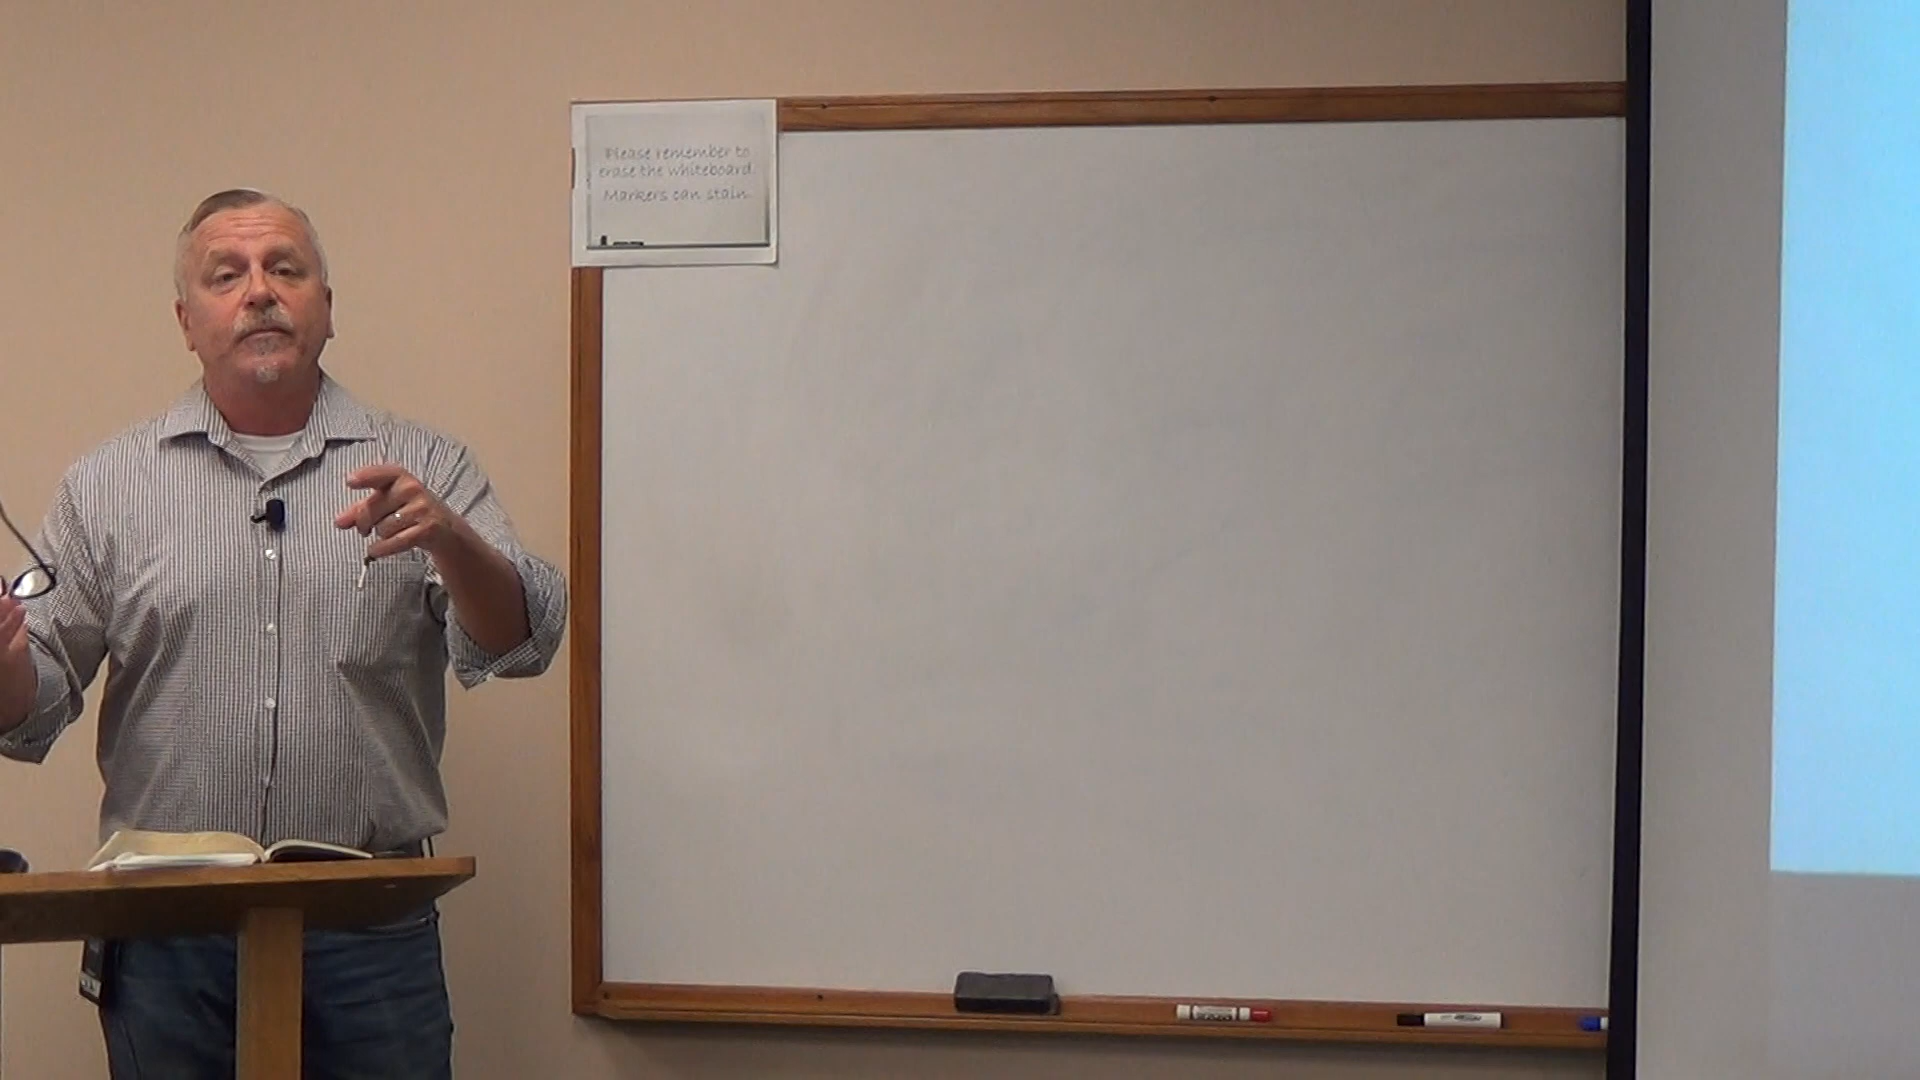 Please remember to
erase the whiteboard.
Markers can stain